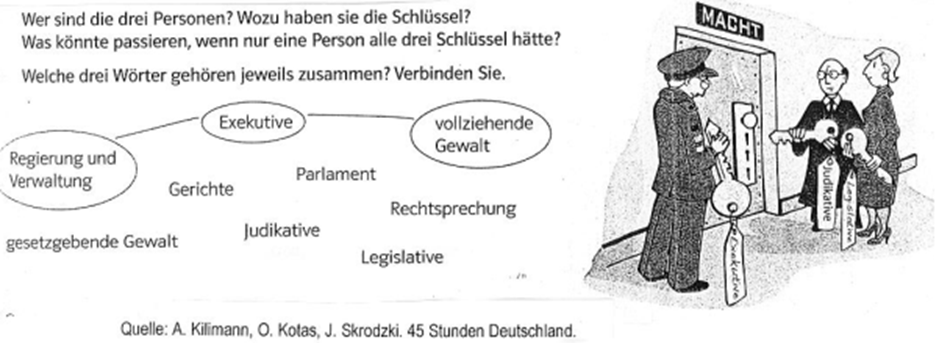 Wer sind die drei Personen? Wozu haben sie die Schlüssel?
Was könnte passieren, wenn nur eine Person alle drei Schlüssel hätte?
Welche drei Wörter gehören jeweils zusammen? Verbinden Sie.
MACHT
Exekutive
vollziehende
Gewalt
Regierung und
Verwaltung
Parlament
Gerichte
Rechtsprechung
Judikative
gesetzgebende Gewalt
Legislative
Judikative
Legislative
Exekutive
Quelle: A. Kilimann, O. Kotas, J. Skrodzki. 45 Stunden Deutschland.